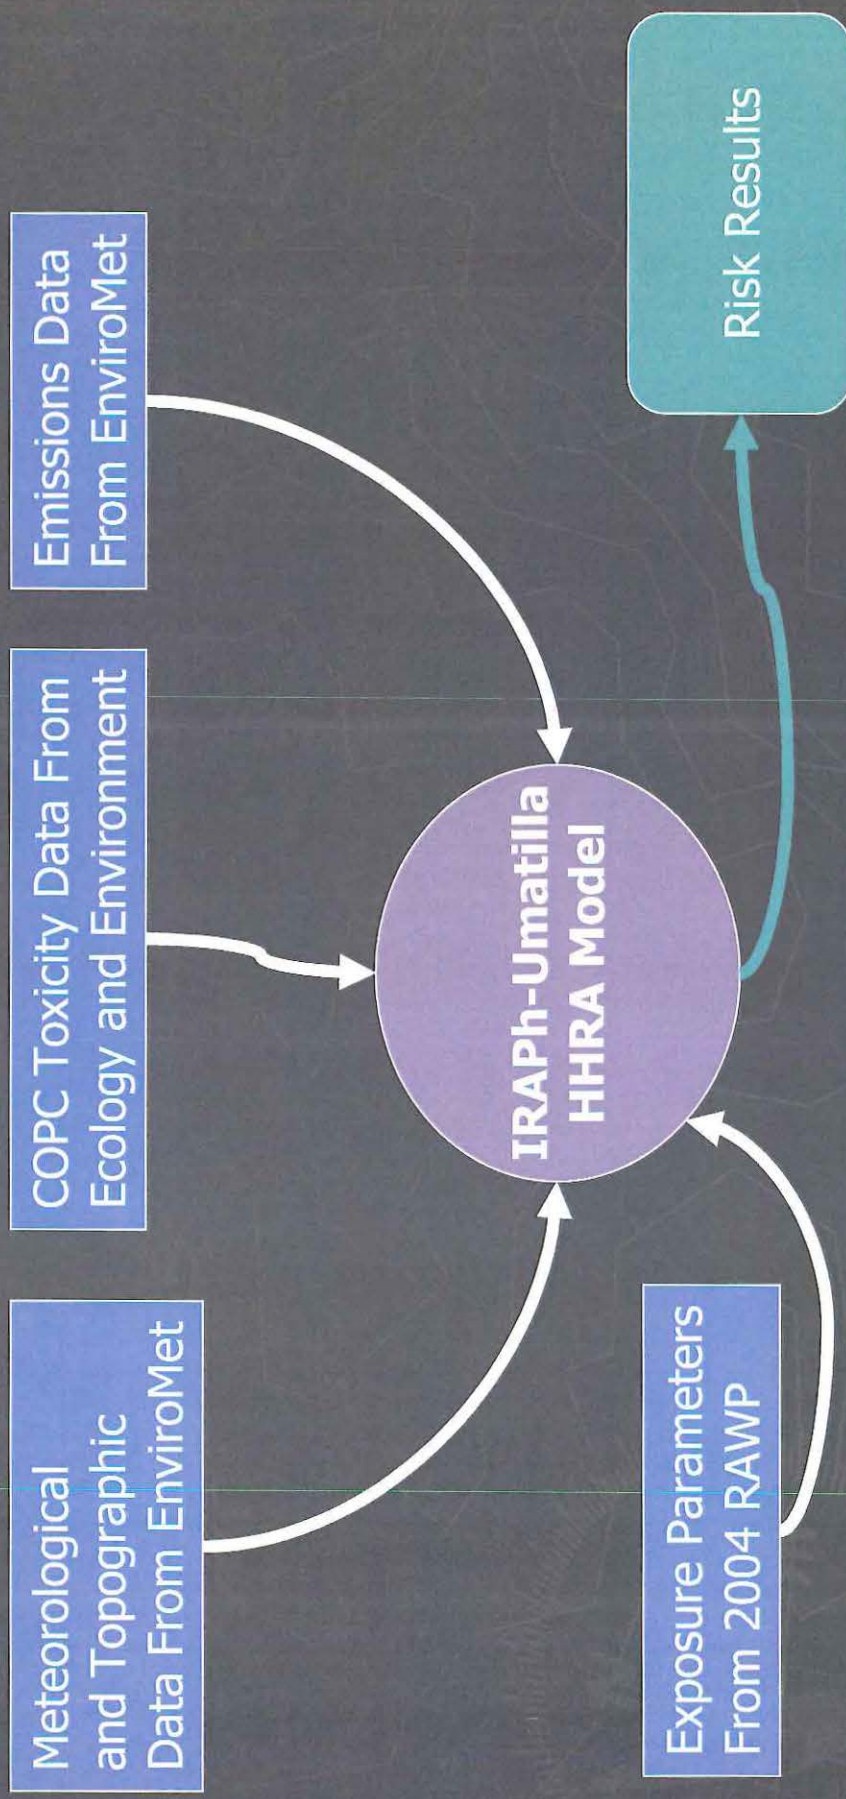 Meteorological
and Topographic
Data From EnviroMet
COPC Toxicity Data From
Ecology and Environment
Emissions Data
From EnviroMet
IRAPh-Umatilla
HHRA Model
Exposure Parameters
From 2004 RAWP
Risk Results